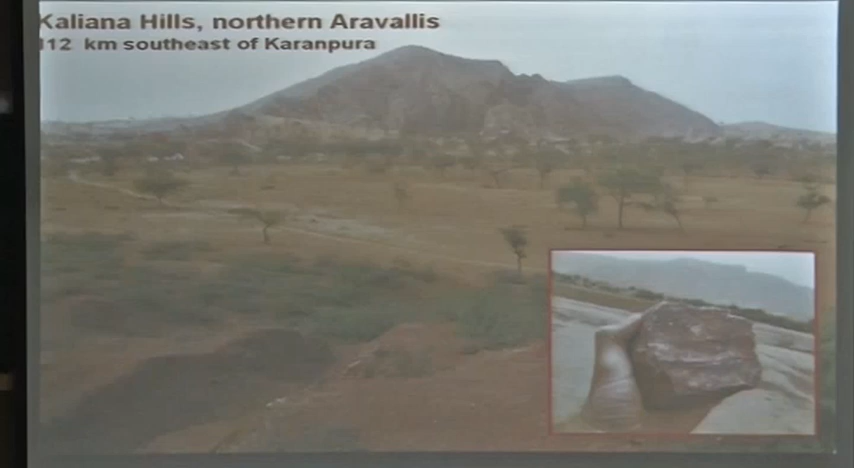 Kaliana Hills, northern Aravallis
112 km southeast of Karanpura